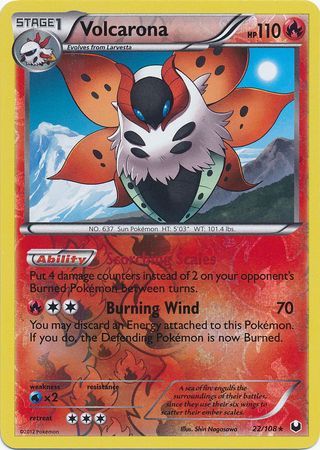 STAGE1 Volcarona HP110
Evolves from Larvesta
NO. 637 Sun Pokémon HT: 5'03" WT: 101.4 lbs.
Ability Scorching Scales
Put 4 damage counters instead of 2 on your opponent's
Burned Pokémon between turns.
Burning Wind 70
You may discard an Energy attached to this Pokémon.
If you do, the Defending Pokémon is now Burned.
weakness resistance
×2
retreat
A sea of fire engulfs the
surroundings of their battles,
since they use their six wings to
scatter their ember scales.
©2012 Pokémon Illus. Shin Nagasawa 22/108